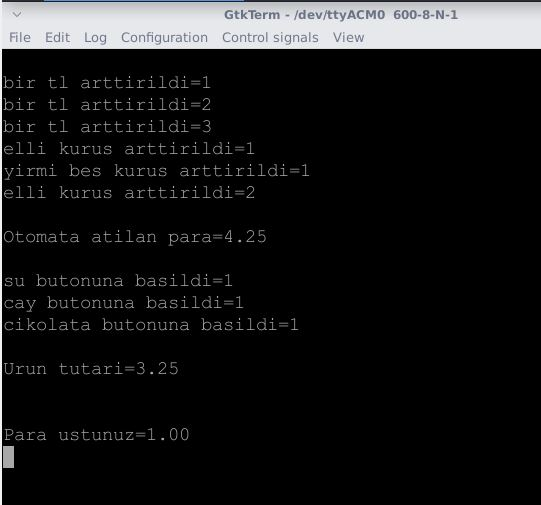 GtkTerm - /dev/ttyACM0 600-8-N-1
File Edit Log Configuration Control signals View
bir tl arttirildi=1
bir tl arttirildi=2
bir tl arttirildi=3
elli kurus arttirildi=1
yirmi bes kurus arttirildi=1
elli kurus arttirildi=2
Otomata atilan para=4.25
su butonuna basildi=1
cay butonuna basildi=1
cikolata butonuna basildi=1
Urun tutari=3.25
Para ustunuz=1.00